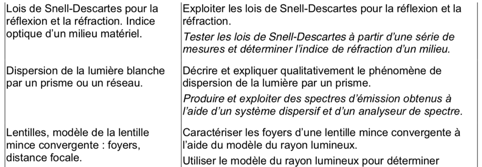 Lois de Snell-Descartes pour la
réflexion et la réfraction. Indice
optique d'un milieu matériel.
Exploiter les lois de Snell-Descartes pour la réflexion et la
réfraction.
Tester les lois de Snell-Descartes à partir d'une série de
mesures et déterminer l'indice de réfraction d'un milieu.
Dispersion de la lumière blanche
par un prisme ou un réseau.
Décrire et expliquer qualitativement le phénomène de
dispersion de la lumière par un prisme.
Produire et exploiter des spectres d'émission obtenus à
l'aide d'un système dispersif et d'un analyseur de spectre.
Lentilles, modèle de la lentille
mince convergente : foyers,
distance focale.
Caractériser les foyers d'une lentille mince convergente à
l'aide du modèle du rayon lumineux.
Utiliser le modèle du rayon lumineux pour déterminer